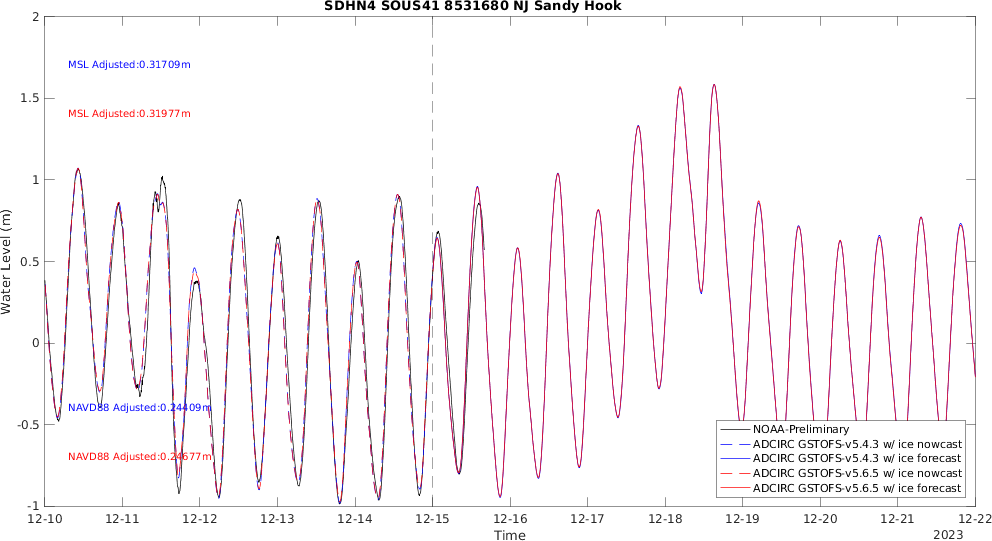 SDHN4 SOUS41 8531680 NJ Sandy Hook
2
1.5
1
0.5
0
-0.5
-1
Water Level (m)
MSL Adjusted:0.31709m
MSL Adjusted:0.31977m
NAVD88 Adjusted:0.24409m
NAVD88 Adjusted:0.24677m
NOAA-Preliminary
ADCIRC GSTOFS-v5.4.3 w/ ice nowcast
ADCIRC GSTOFS-v5.4.3 w/ ice forecast
ADCIRC GSTOFS-v5.6.5 w/ ice nowcast
ADCIRC GSTOFS-v5.6.5 w/ ice forecast
12-10 12-11 12-12 12-13 12-14 12-15 12-16 12-17 12-18 12-19 12-20 12-21 12-22
Time
2023